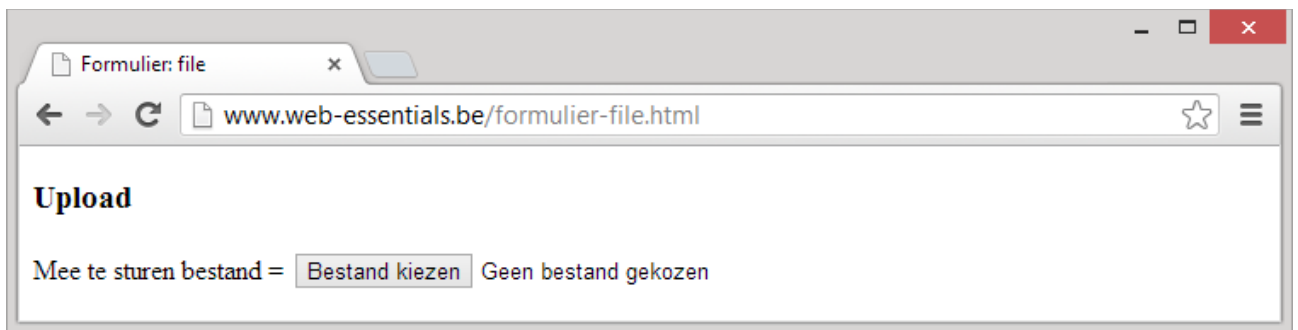 Formulier: file
www.web-essentials.be/formulier-file.html
Upload
Mee te sturen bestand = Bestand kiezen Geen bestand gekozen